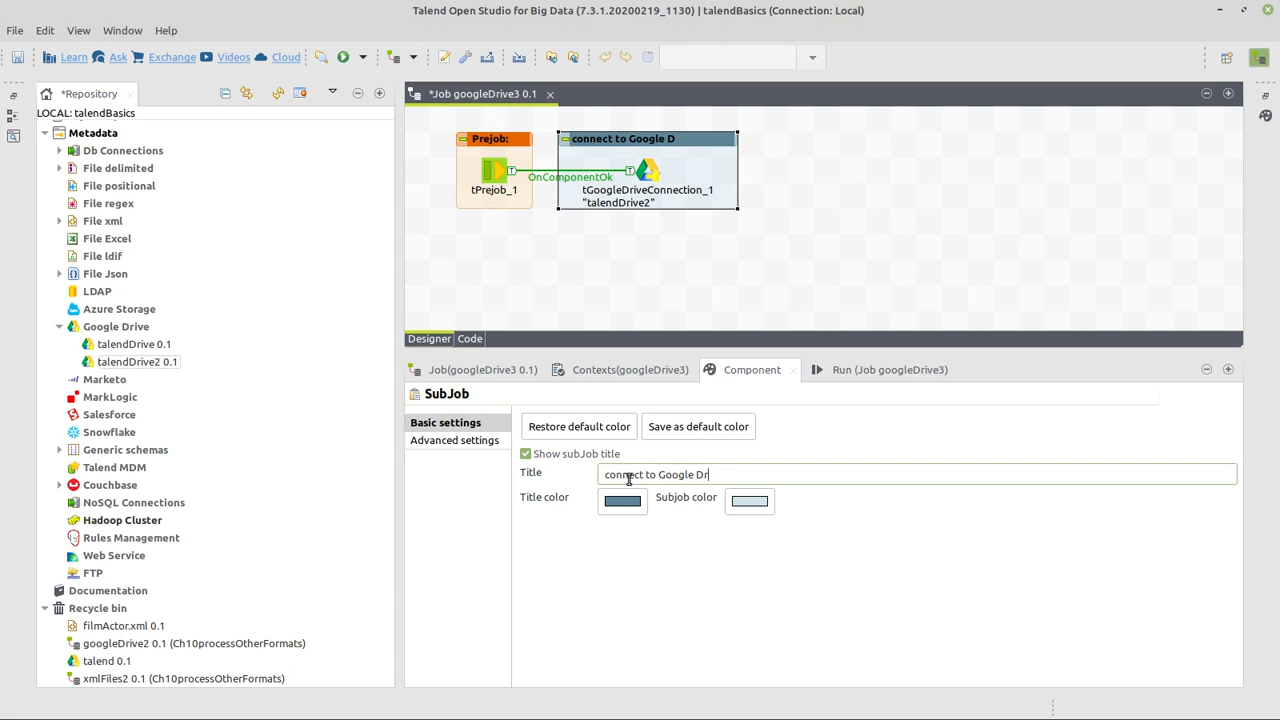 Talend Open Studio for Big Data (7.3.1.20200219_1130) | talendBasics (Connection: Local)
File Edit View Window Help
Learn Ask Exchange Videos Cloud
*Repository
LOCAL: talendBasics
Metadata
Db Connections
File delimited
File positional
File regex
File xml
File Excel
File ldif
File Json
LDAP
Azure Storage
Google Drive
talendDrive 0.1
talendDrive2 0.1
Marketo
MarkLogic
Salesforce
Snowflake
Generic schemas
Talend MDM
Couchbase
NoSQL Connections
Hadoop Cluster
Rules Management
Web Service
FTP
Documentation
Recycle bin
filmActor.xml 0.1
googleDrive2 0.1 (Ch10processOtherFormats)
talend 0.1
xmlFiles2 0.1 (Ch10processOtherFormats)
*Job googleDrive3 0.1
Prejob:
connect to Google D
T OnComponentOk T
tPrejob_1
tGoogleDriveConnection_1
"talendDrive2"
Designer Code
Job(googleDrive3 0.1) Contexts(googleDrive3) Component Run (Job googleDrive3)
SubJob
Basic settings
Advanced settings
Restore default color Save as default color
Show subJob title
Title connect to Google Dr
Title color Subjob color